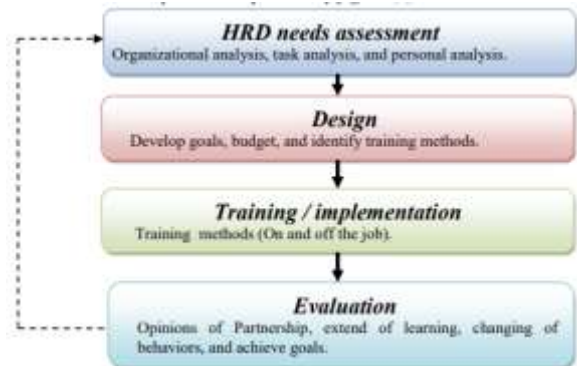 HRD needs assessment
Organizational analysis, task analysis, and personal analysis.
Design
Develop goals, budget, and identify training methods.
Training / implementation
Training methods (On and off the job).
Evaluation
Opinions of Partnership, extend of learning, changing of
behaviors, and achieve goals.